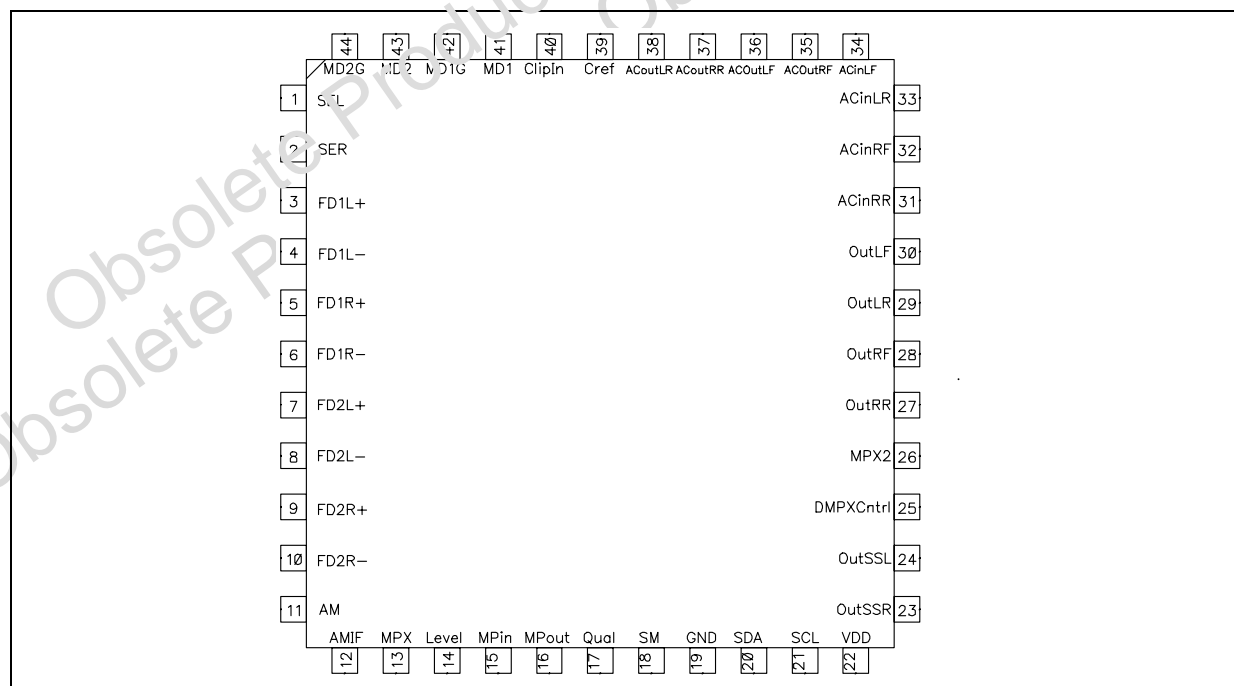 Obsolete Produc
Obsolete P
44 43 42 41 40 39 38 37 36 35 34
MD2G MD2 MD1G MD1 ClipIn Cref ACoutLR ACoutRR ACOutLF ACOutRF ACinLF
1 SEL ACinLR 33
2 SER ACinRF 32
3 FD1L+ ACinRR 31
4 FD1L- OutLF 30
5 FD1R+ OutLR 29
6 FD1R- OutRF 28
7 FD2L+ OutRR 27
8 FD2L- MPX2 26
9 FD2R+ DMPXCntrl 25
10 FD2R- OutSSL 24
11 AM OutSSR 23
AMIF MPX Level MPin MPout Qual SM GND SDA SCL VDD
12 13 14 15 16 17 18 19 20 21 22